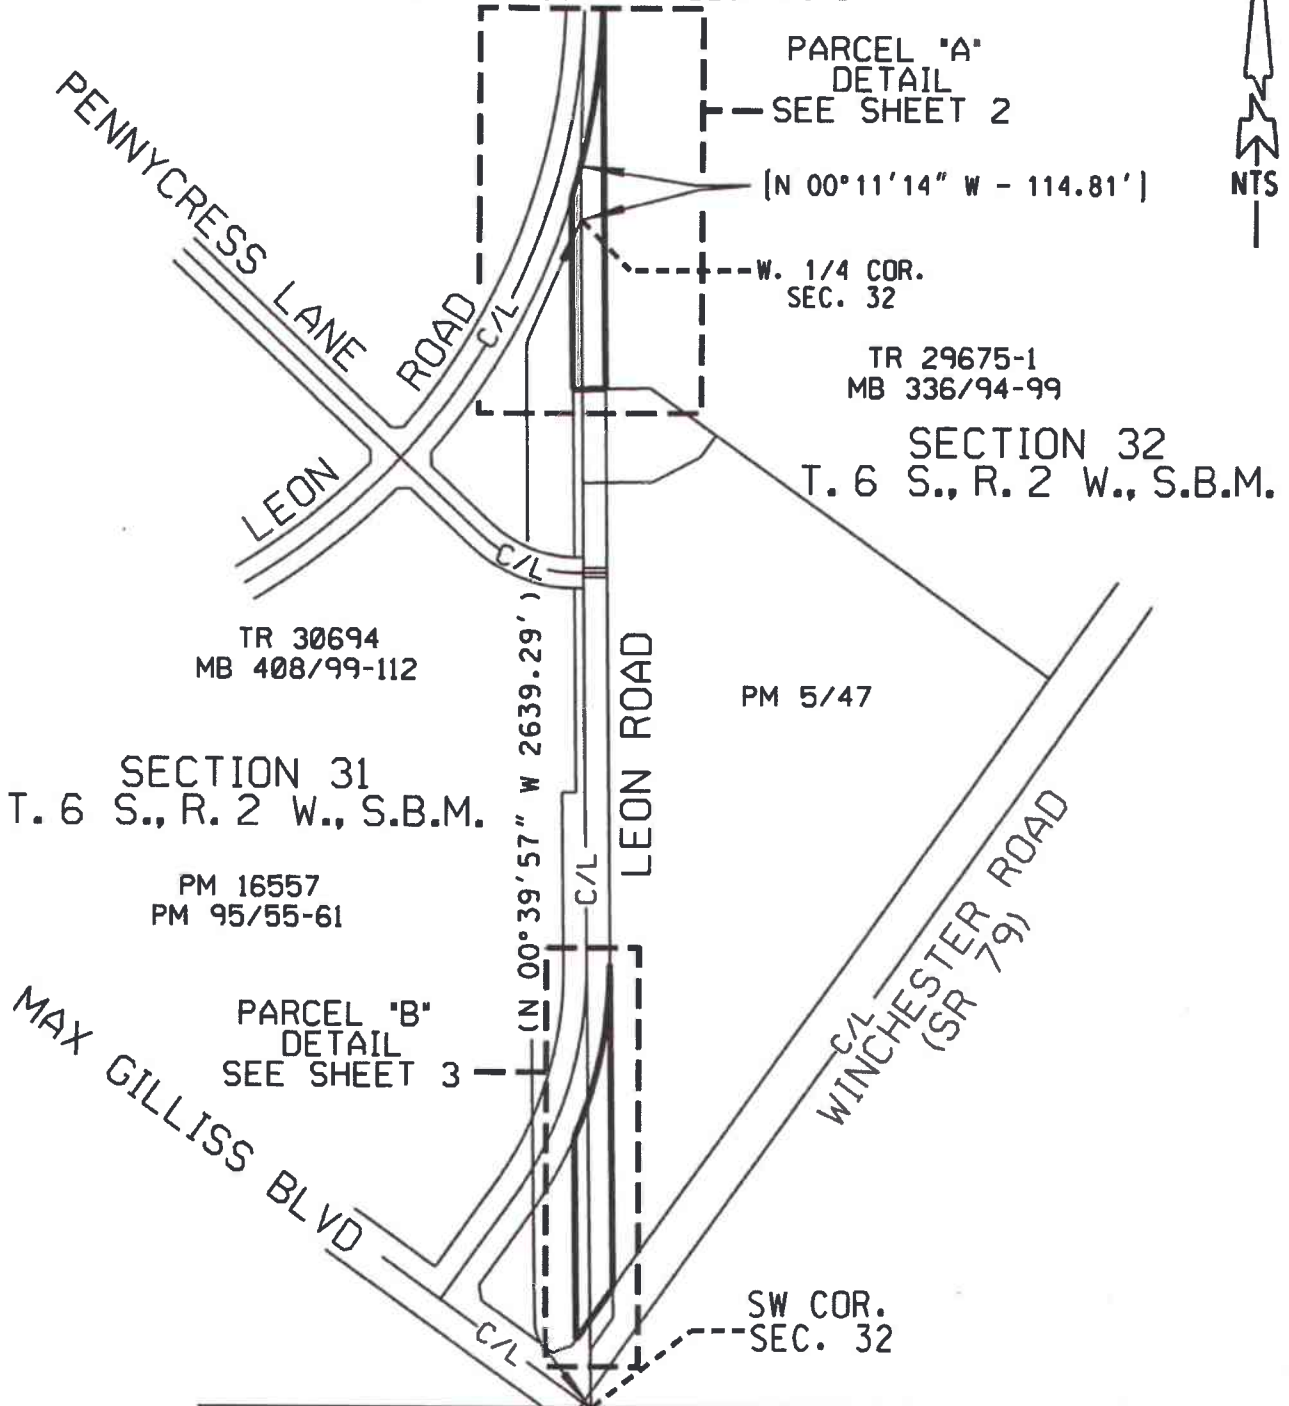 PARCEL "A"
DETAIL
SEE SHEET 2
N
NTS
[N 00°11'14" W - 114.81']
W. 1/4 COR.
SEC. 32
PENNYCRESS LANE
LEON ROAD
C/L
TR 29675-1
MB 336/94-99
SECTION 32
T. 6 S., R. 2 W., S.B.M.
C/L
TR 30694
MB 408/99-112
(N 00°39'57" W 2639.29')
LEON ROAD
PM 5/47
SECTION 31
T. 6 S., R. 2 W., S.B.M.
C/L
PM 16557
PM 95/55-61
C/L
WINCHESTER ROAD
(SR 79)
PARCEL "B"
DETAIL
SEE SHEET 3
MAX GILLISS BLVD
C/L
SW COR.
SEC. 32